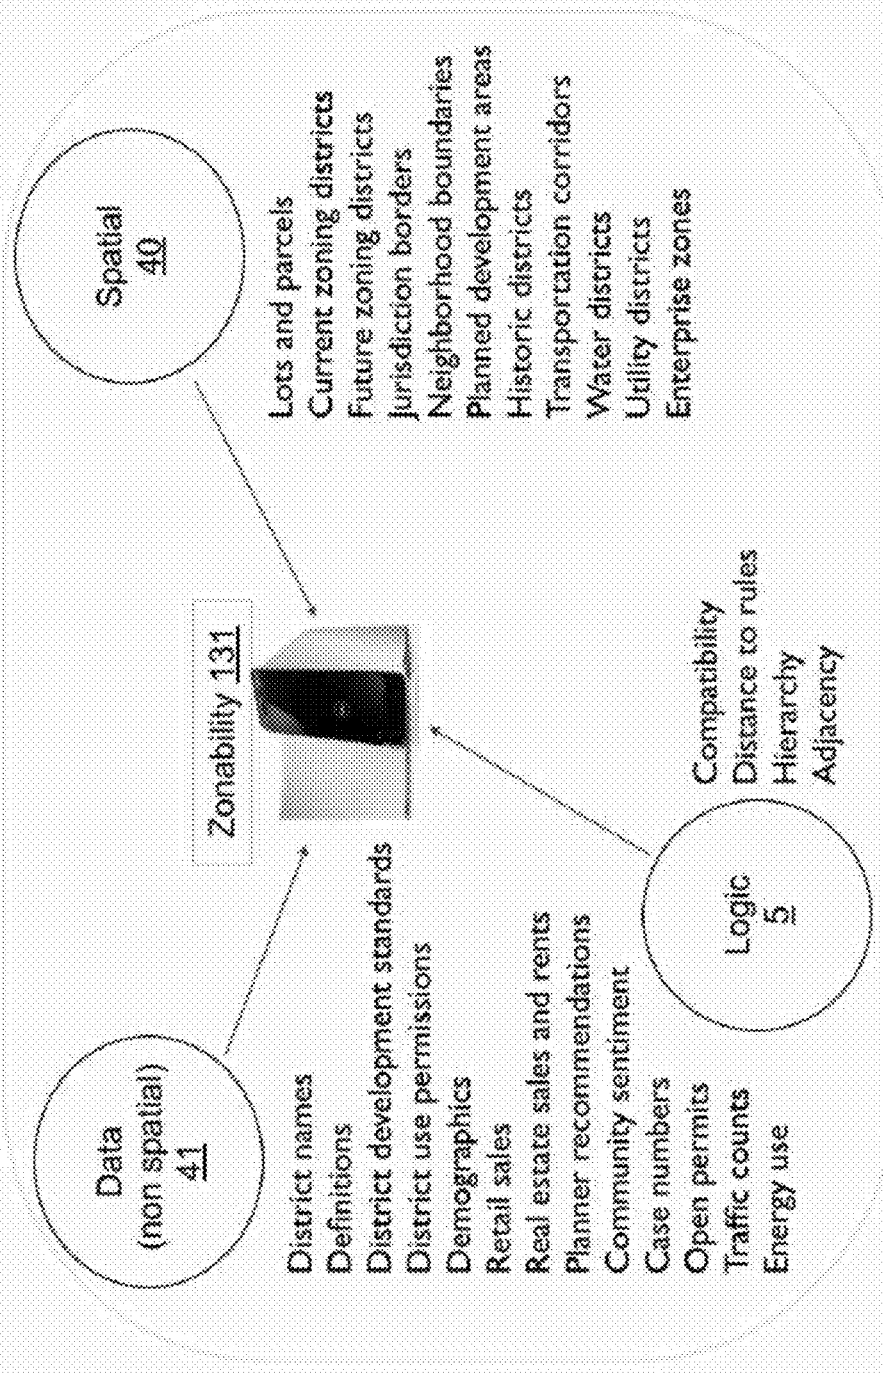 Data
(non spatial)
41
District names
Definitions
District development standards
District use permissions
Demographics
Retail sales
Real estate sales and rents
Planner recommendations
Community sentiment
Case numbers
Open permits
Traffic counts
Energy use
Zonability 131
Logic
5
Compatibility
Distance to rules
Hierarchy
Adjacency
Spatial
40
Lots and parcels
Current zoning districts
Future zoning districts
Jurisdiction borders
Neighborhood boundaries
Planned development areas
Historic districts
Transportation corridors
Water districts
Utility districts
Enterprise zones